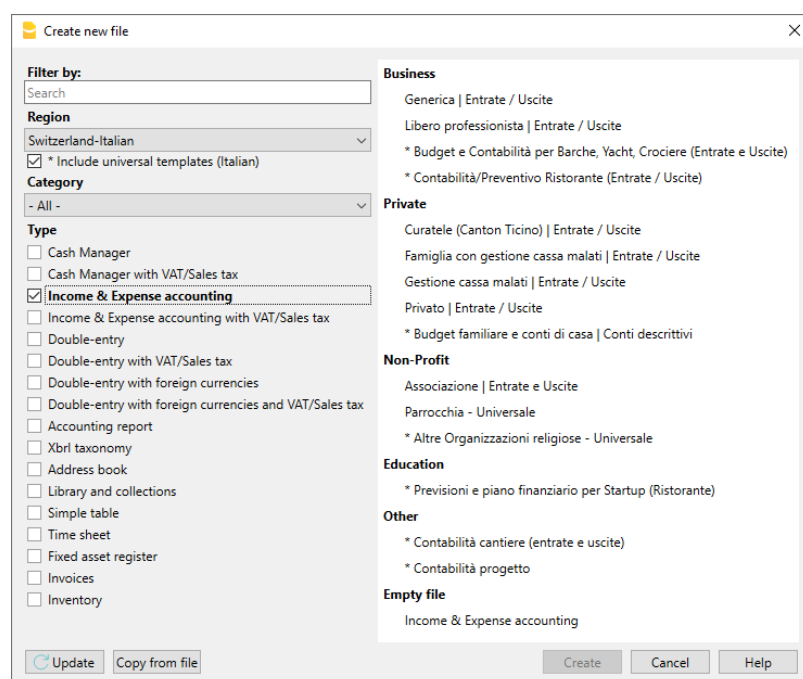 Create new file
Filter by:
Search
Region
Switzerland-Italian
* Include universal templates (Italian)
Category
- All -
Type
Cash Manager
Cash Manager with VAT/Sales tax
Income & Expense accounting
Income & Expense accounting with VAT/Sales tax
Double-entry
Double-entry with VAT/Sales tax
Double-entry with foreign currencies
Double-entry with foreign currencies and VAT/Sales tax
Accounting report
Xbrl taxonomy
Address book
Library and collections
Simple table
Time sheet
Fixed asset register
Invoices
Inventory
Business
Generica | Entrate / Uscite
Libero professionista | Entrate / Uscite
* Budget e Contabilità per Barche, Yacht, Crociere (Entrate e Uscite)
* Contabilità/Preventivo Ristorante (Entrate / Uscite)
Private
Curatele (Canton Ticino) | Entrate / Uscite
Famiglia con gestione cassa malati | Entrate / Uscite
Gestione cassa malati | Entrate / Uscite
Privato | Entrate / Uscite
* Budget familiare e conti di casa | Conti descrittivi
Non-Profit
Associazione | Entrate e Uscite
Parrocchia - Universale
* Altre Organizzazioni religiose - Universale
Education
* Previsioni e piano finanziario per Startup (Ristorante)
Other
* Contabilità cantiere (entrate e uscite)
* Contabilità progetto
Empty file
Income & Expense accounting
Update
Copy from file
Create
Cancel
Help